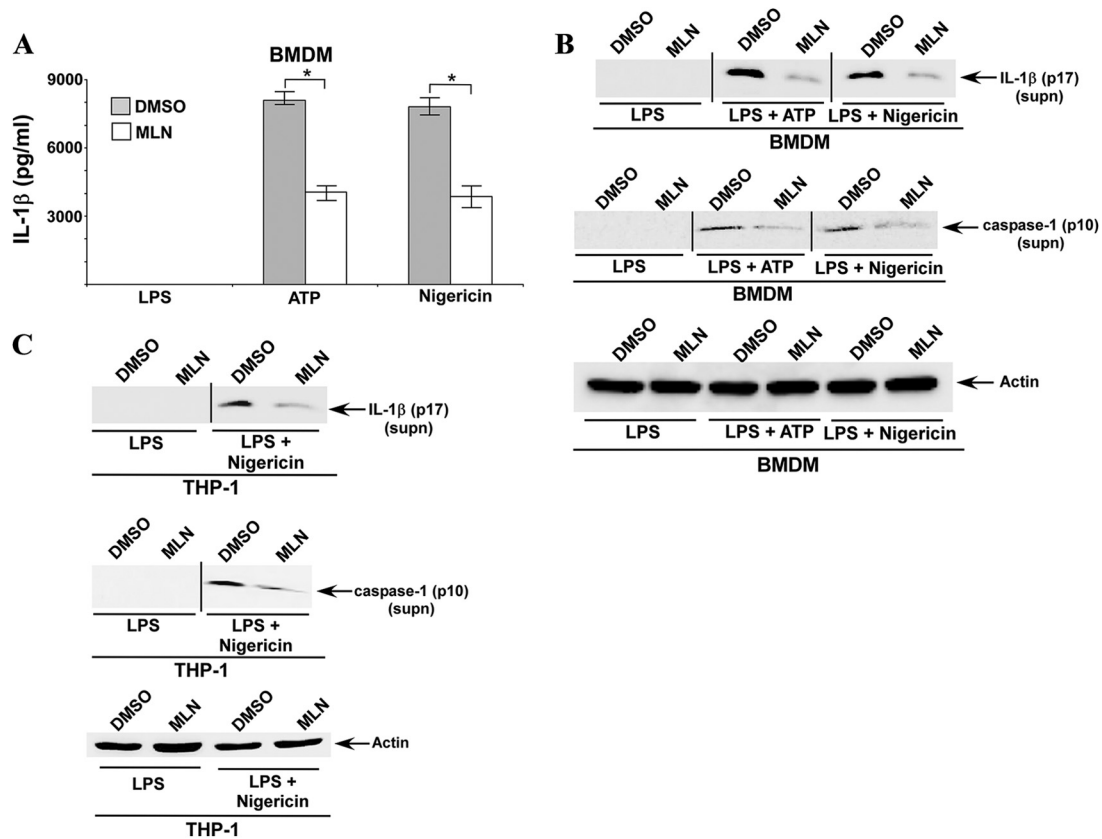 A
BMDM
IL-1β (pg/ml)
9000
6000
3000
DMSO
MLN
*
*
LPS
ATP
Nigericin
B
DMSO MLN DMSO MLN DMSO MLN
IL-1β (p17)
(supn)
LPS LPS + ATP LPS + Nigericin
BMDM
DMSO MLN DMSO MLN DMSO MLN
caspase-1 (p10)
(supn)
LPS LPS + ATP LPS + Nigericin
BMDM
DMSO MLN DMSO MLN DMSO MLN
Actin
LPS LPS + ATP LPS + Nigericin
BMDM
C
DMSO MLN DMSO MLN
IL-1β (p17)
(supn)
LPS LPS +
Nigericin
THP-1
DMSO MLN DMSO MLN
caspase-1 (p10)
(supn)
LPS LPS +
Nigericin
THP-1
DMSO MLN DMSO MLN
Actin
LPS LPS +
Nigericin
THP-1